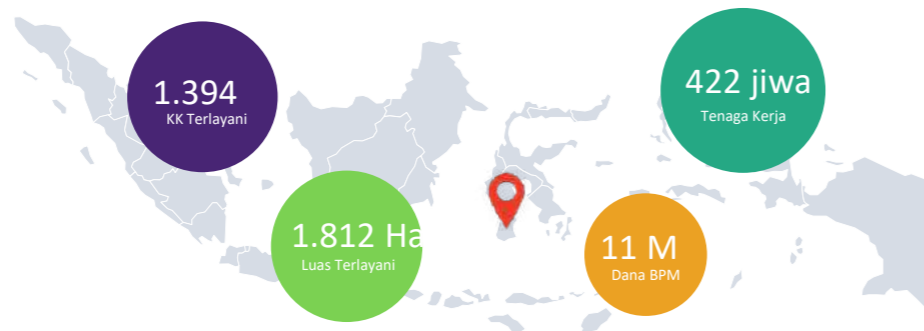 1.394
KK Terlayani
422 jiwa
Tenaga Kerja
1.812 Ha
Luas Terlayani
11 M
Dana BPM